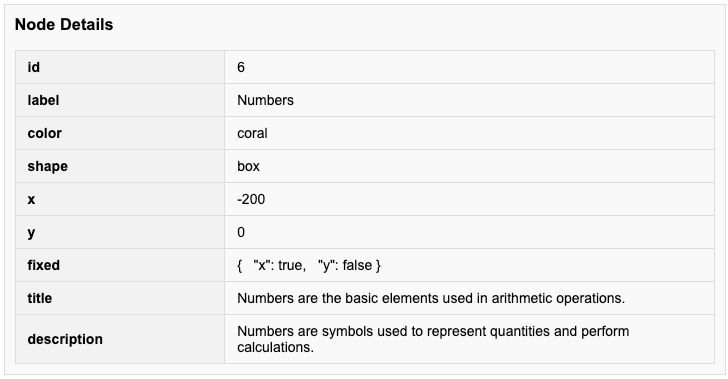 Node Details
id 6
label Numbers
color coral
shape box
x -200
y 0
fixed { "x": true, "y": false }
title Numbers are the basic elements used in arithmetic operations.
description Numbers are symbols used to represent quantities and perform
calculations.